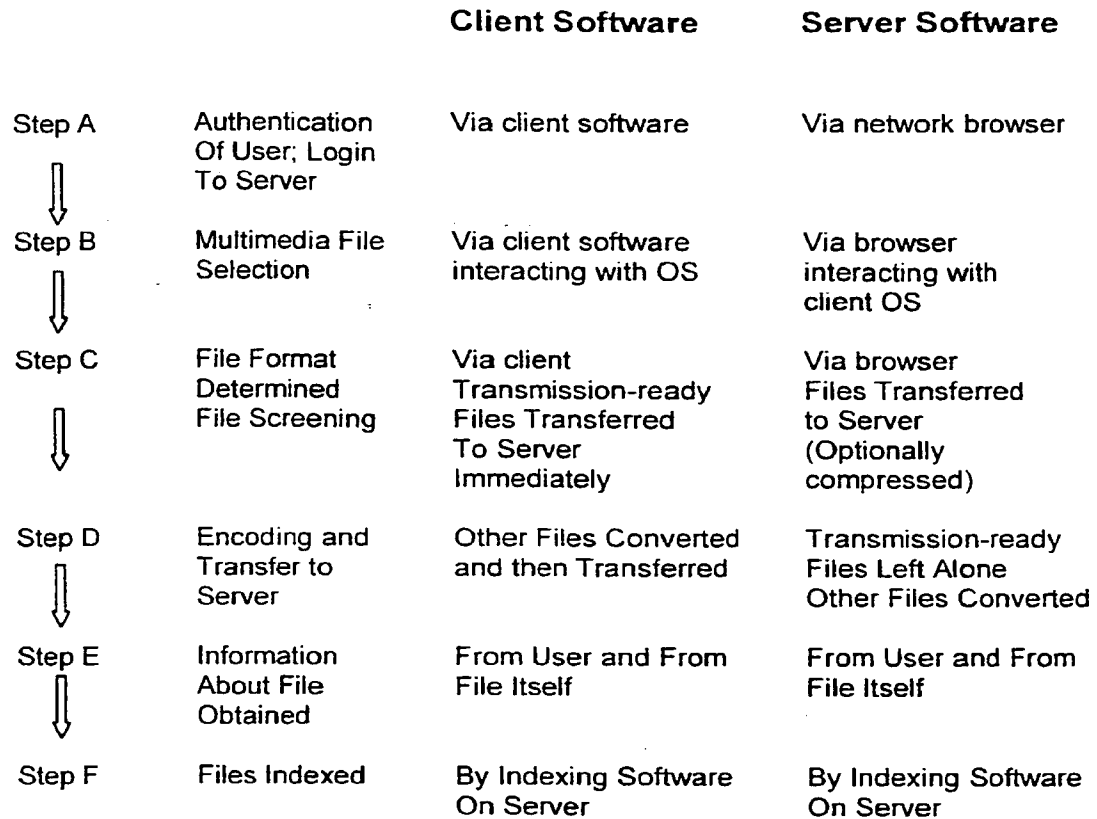 Client Software Server Software
Step A Authentication Via client software Via network browser
Of User; Login
To Server
Step B Multimedia File Via client software Via browser
Selection interacting with OS interacting with
client OS
Step C File Format Via client Via browser
Determined Transmission-ready Files Transferred
File Screening Files Transferred to Server
To Server (Optionally
Immediately compressed)
Step D Encoding and Other Files Converted Transmission-ready
Transfer to and then Transferred Files Left Alone
Server Other Files Converted
Step E Information From User and From From User and From
About File File Itself File Itself
Obtained
Step F Files Indexed By Indexing Software By Indexing Software
On Server On Server